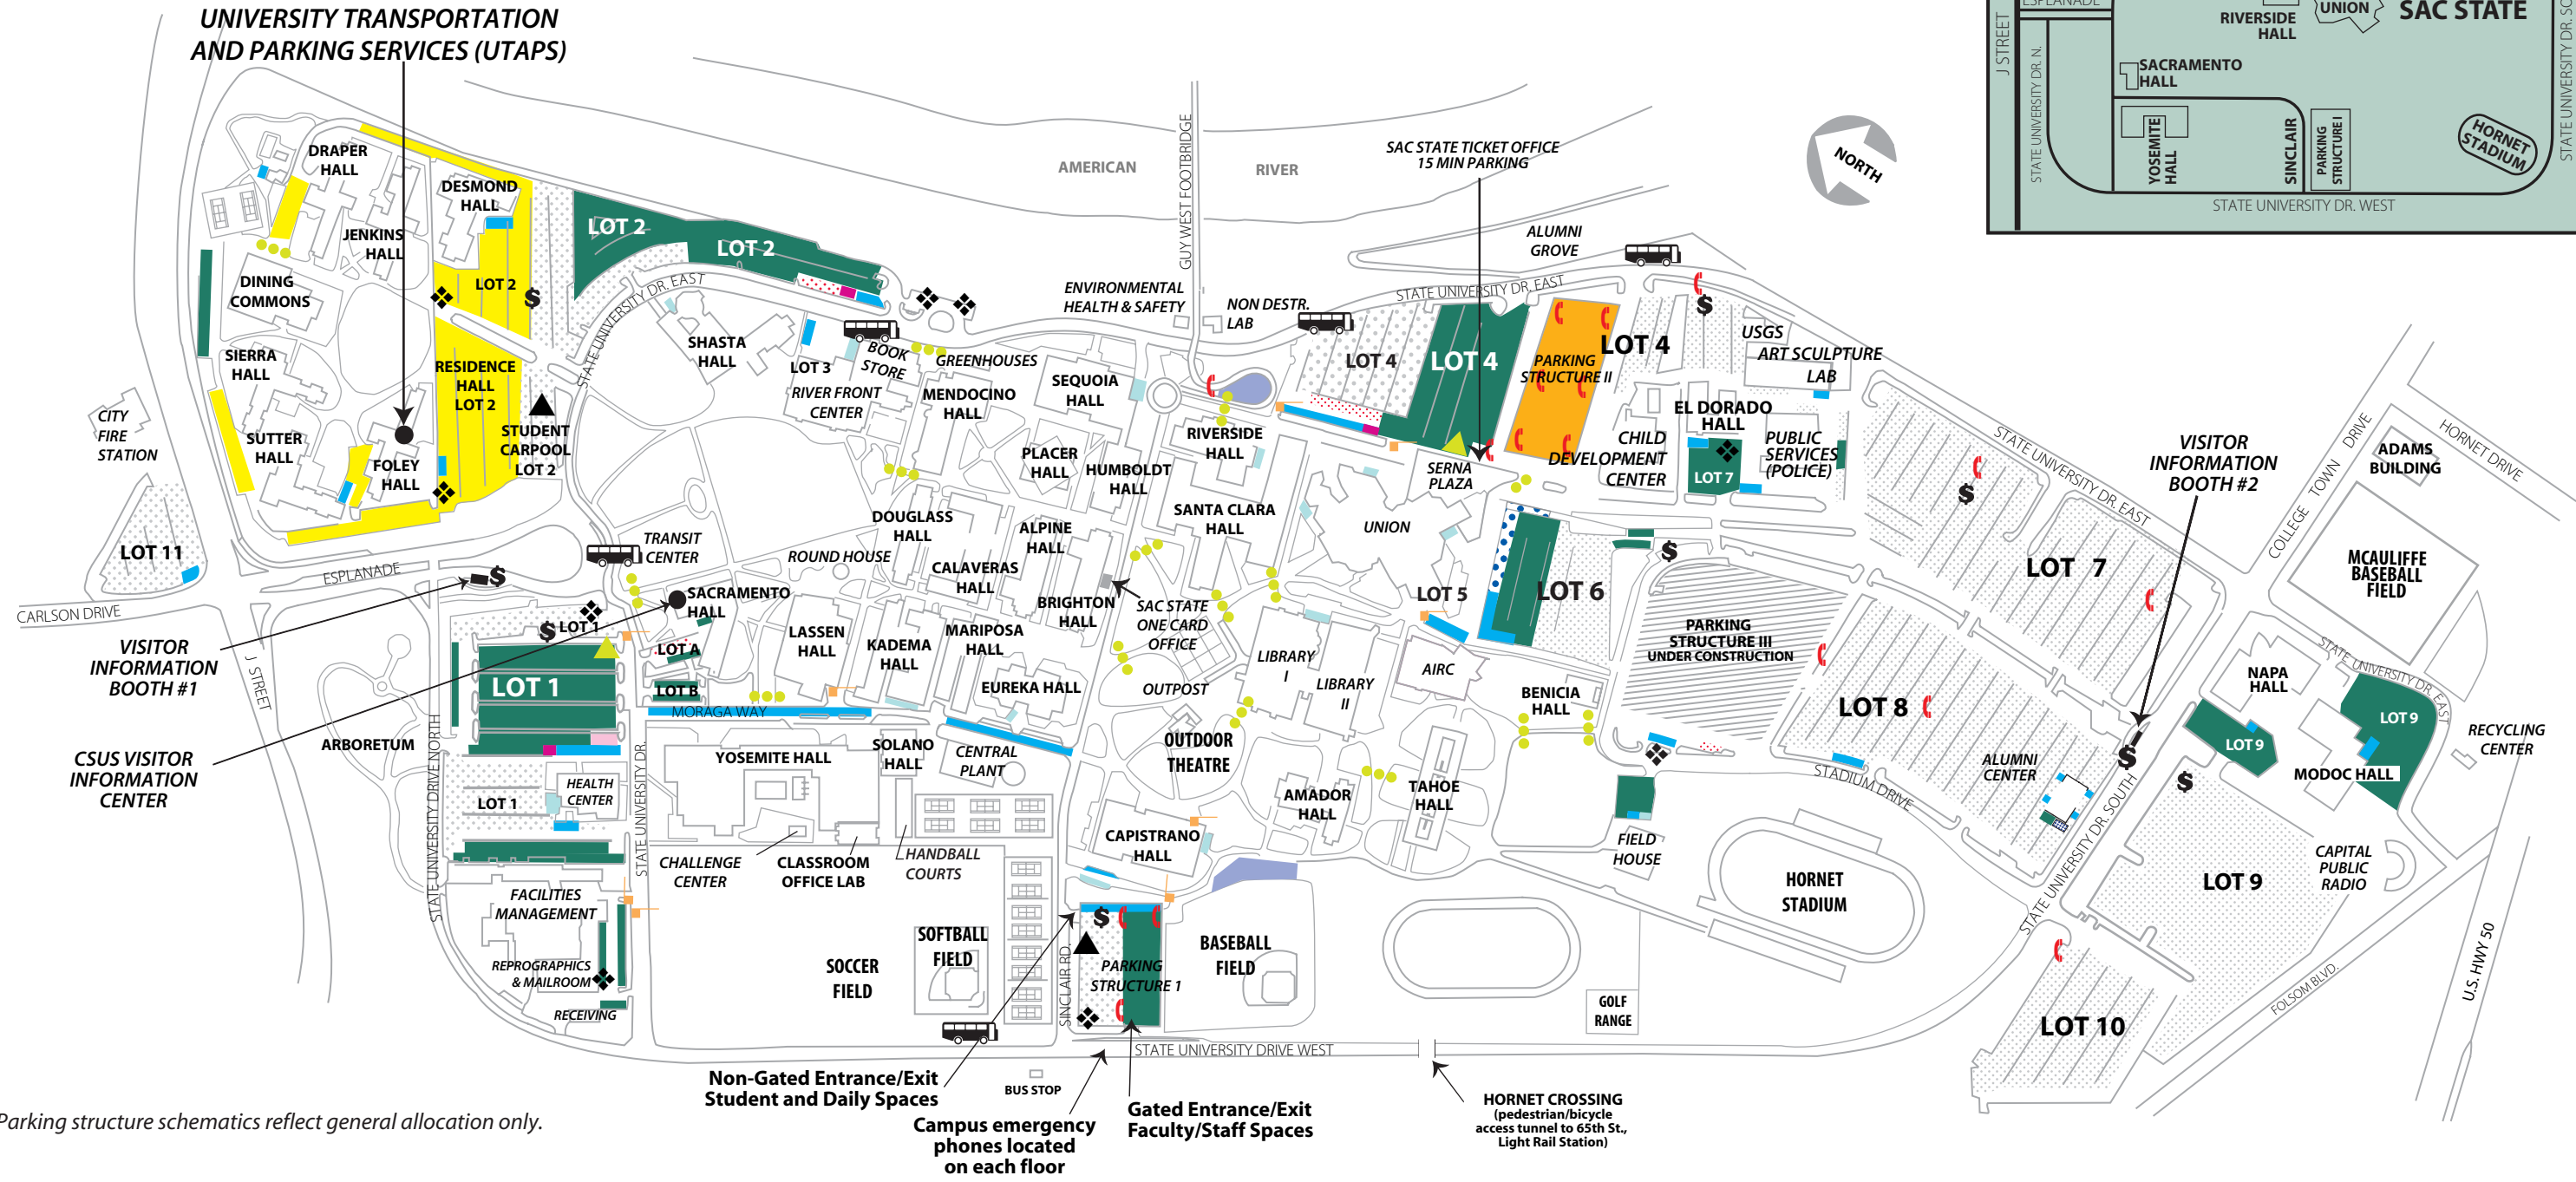 UNIVERSITY TRANSPORTATION
AND PARKING SERVICES (UTAPS)
ESPLANADE
J STREET
STATE UNIVERSITY DR. N.
RIVERSIDE
HALL
UNION
SAC STATE
SACRAMENTO
HALL
YOSEMITE
HALL
SINCLAIR
PARKING
STRUCTURE I
HORNET
STADIUM
STATE UNIVERSITY DR. WEST
STATE UNIVERSITY DR. SO
NORTH
AMERICAN
RIVER
GUY WEST FOOTBRIDGE
SAC STATE TICKET OFFICE
15 MIN PARKING
ALUMNI
GROVE
DRAPER
HALL
DESMOND
HALL
JENKINS
HALL
DINING
COMMONS
LOT 2
LOT 2
LOT 2
$
STATE UNIVERSITY DR. EAST
SIERRA
HALL
RESIDENCE
HALL
LOT 2
STUDENT
CARPOOL
LOT 2
SUTTER
HALL
FOLEY
HALL
CITY
FIRE
STATION
LOT 11
ESPLANADE
CARLSON DRIVE
J STREET
SHASTA
HALL
LOT 3
BOOK
STORE
RIVER FRONT
CENTER
GREENHOUSES
MENDOCINO
HALL
SEQUOIA
HALL
ENVIRONMENTAL
HEALTH & SAFETY
NON DESTR.
LAB
STATE UNIVERSITY DR. EAST
LOT 4
LOT 4
PARKING
STRUCTURE II
LOT 4
$
USGS
ART SCULPTURE
LAB
EL DORADO
HALL
CHILD
DEVELOPMENT
CENTER
LOT 7
PUBLIC
SERVICES
(POLICE)
PLACER
HALL
HUMBOLDT
HALL
RIVERSIDE
HALL
SANTA CLARA
HALL
SERNA
PLAZA
UNION
STATE UNIVERSITY DR. EAST
$
LOT 7
VISITOR
INFORMATION
BOOTH #2
COLLEGE TOWN DRIVE
HORNET DRIVE
ADAMS
BUILDING
MCAULIFFE
BASEBALL
FIELD
TRANSIT
CENTER
SACRAMENTO
HALL
ROUND HOUSE
DOUGLASS
HALL
ALPINE
HALL
CALAVERAS
HALL
BRIGHTON
HALL
SAC STATE
ONE CARD
OFFICE
LASSEN
HALL
KADEMA
HALL
MARIPOSA
HALL
EUREKA HALL
OUTPOST
LIBRARY
I
LIBRARY
II
LOT 5
AIRC
LOT 6
$
PARKING
STRUCTURE III
UNDER CONSTRUCTION
BENICIA
HALL
LOT 8
$
$
LOT 1
LOT A
LOT B
LOT 1
MORAGA WAY
VISITOR
INFORMATION
BOOTH #1
CSUS VISITOR
INFORMATION
CENTER
ARBORETUM
STATE UNIVERSITY DRIVE NORTH
LOT 1
HEALTH
CENTER
STATE UNIVERSITY DR.
YOSEMITE HALL
SOLANO
HALL
CENTRAL
PLANT
OUTDOOR
THEATRE
AMADOR
HALL
TAHOE
HALL
CAPISTRANO
HALL
CHALLENGE
CENTER
CLASSROOM
OFFICE LAB
HANDBALL
COURTS
FIELD
HOUSE
STADIUM DRIVE
ALUMNI
CENTER
$
$
STATE UNIVERSITY DR. SOUTH
NAPA
HALL
STATE UNIVERSITY DR. EAST
LOT 9
LOT 9
MODOC HALL
RECYCLING
CENTER
CAPITAL
PUBLIC
RADIO
LOT 9
HORNET
STADIUM
LOT 10
FOLSOM BLVD.
U.S. HWY 50
FACILITIES
MANAGEMENT
REPROGRAPHICS
& MAILROOM
RECEIVING
SOCCER
FIELD
SOFTBALL
FIELD
SINCLAIR RD.
$
PARKING
STRUCTURE 1
BASEBALL
FIELD
GOLF
RANGE
STATE UNIVERSITY DRIVE WEST
BUS STOP
Non-Gated Entrance/Exit
Student and Daily Spaces
Campus emergency
phones located
on each floor
Gated Entrance/Exit
Faculty/Staff Spaces
HORNET CROSSING
(pedestrian/bicycle
access tunnel to 65th St.,
Light Rail Station)
Parking structure schematics reflect general allocation only.